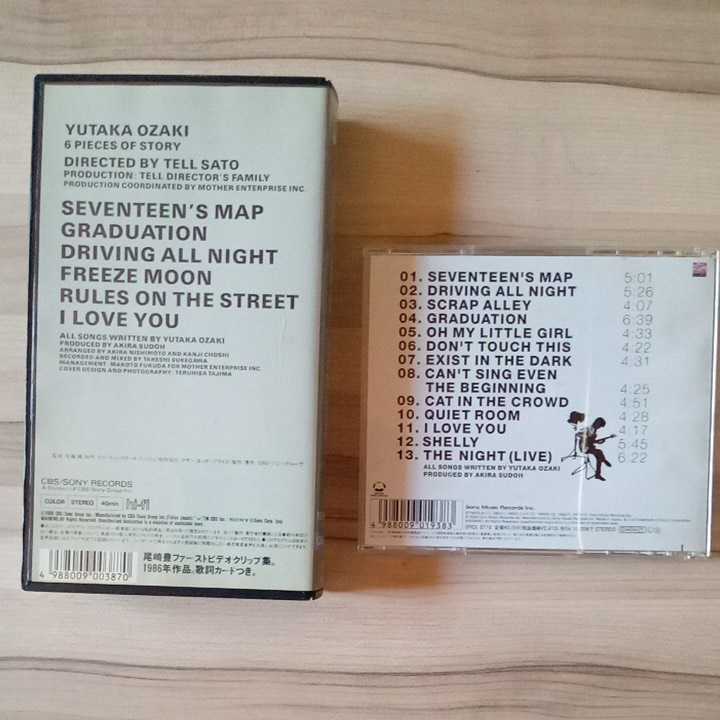 YUTAKA OZAKI
6 PIECES OF STORY
DIRECTED BY TELL SATO
PRODUCTION: TELL DIRECTOR'S FAMILY
PRODUCTION COORDINATED BY MOTHER ENTERPRISE INC.
SEVENTEEN'S MAP
GRADUATION
DRIVING ALL NIGHT
FREEZE MOON
RULES ON THE STREET
I LOVE YOU
ALL SONGS WRITTEN BY YUTAKA OZAKI
PRODUCED BY AKIRA SUDOH
ARRANGED BY AKIRA NISHIMOTO AND KANJI CHOSHI
RECORDED AND MIXED BY TAKESHI SUKEGAWA
MANAGEMENT: MAKOTO FUKUDA FOR MOTHER ENTERPRISE INC.
COVER DESIGN AND PHOTOGRAPHY: TERUHISA TAJIMA
CBS/SONY RECORDS
COLOR STEREO 40min hi-fi
4 988009 003870
尾崎豊ファーストビデオクリップ集。
1986年作品。歌詞カードつき。
01. SEVENTEEN'S MAP 5:01
02. DRIVING ALL NIGHT 5:26
03. SCRAP ALLEY 4:07
04. GRADUATION 6:39
05. OH MY LITTLE GIRL 4:33
06. DON'T TOUCH THIS 4:22
07. EXIST IN THE DARK 4:31
08. CAN'T SING EVEN
THE BEGINNING 4:25
09. CAT IN THE CROWD 4:51
10. QUIET ROOM 4:28
11. I LOVE YOU 4:17
12. SHELLY 5:45
13. THE NIGHT (LIVE) 6:22
ALL SONGS WRITTEN BY YUTAKA OZAKI
PRODUCED BY AKIRA SUDOH
4 988009 019383
Sony Music Records Inc.